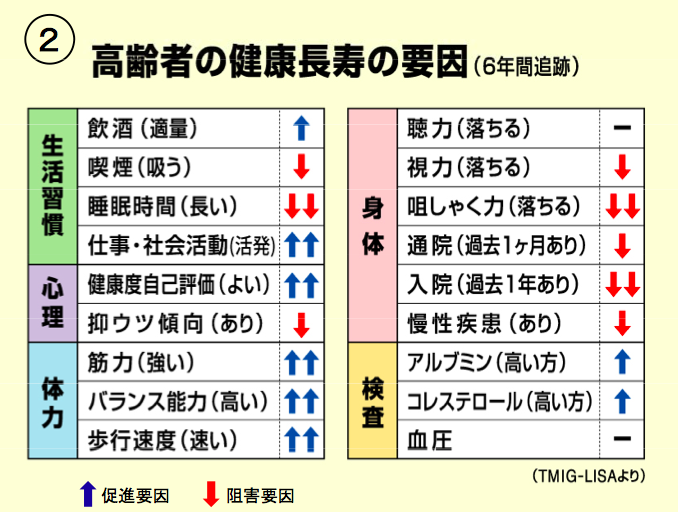 ②
高齢者の健康長寿の要因(6年間追跡)
生活習慣
飲酒(適量) ↑
喫煙(吸う) ↓
睡眠時間(長い) ↓↓
仕事・社会活動(活発) ↑↑
心理
健康度自己評価(よい) ↑↑
抑ウツ傾向(あり) ↓
体力
筋力(強い) ↑↑
バランス能力(高い) ↑↑
歩行速度(速い) ↑↑
身体
聴力(落ちる) ー
視力(落ちる) ↓
咀しゃく力(落ちる) ↓↓
通院(過去1ヶ月あり) ↓
入院(過去1年あり) ↓↓
慢性疾患(あり) ↓
検査
アルブミン(高い方) ↑
コレステロール(高い方) ↑
血圧 ー
(TMIG-LISAより)
↑促進要因 ↓阻害要因